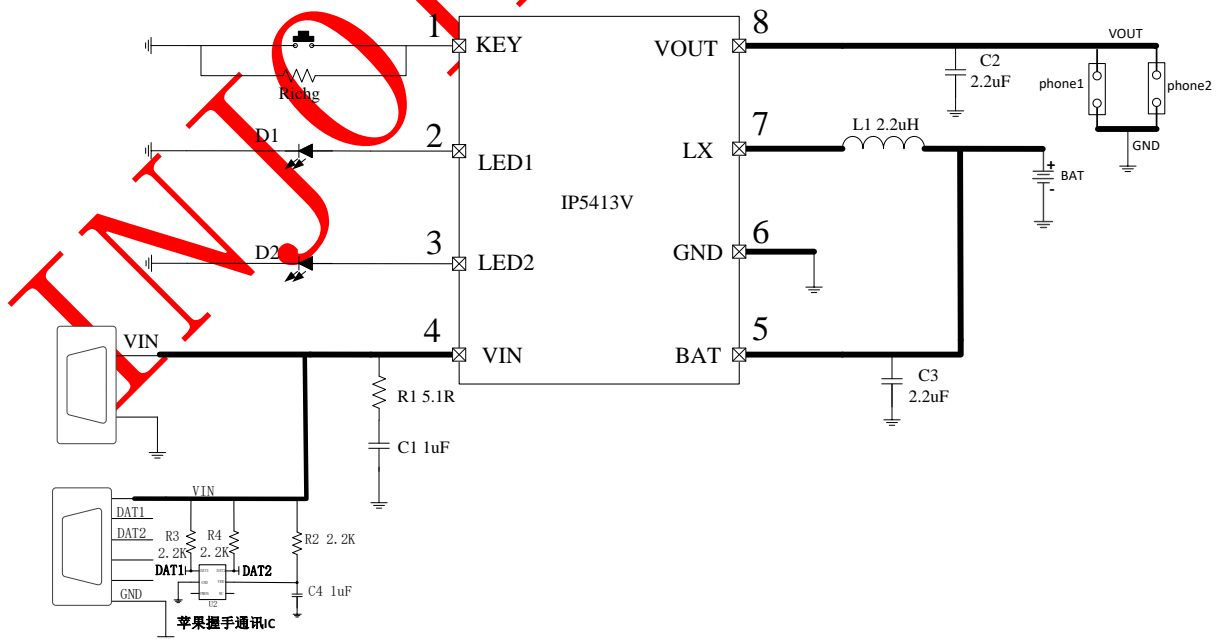 INJO
1
KEY
Richg
D1
2
LED1
D2
3
LED2
VIN
4
VIN
R1 5.1R
C1 1uF
IP5413V
8
VOUT
VOUT
C2
2.2uF
phone1
phone2
GND
7
LX
L1 2.2uH
+
BAT
-
6
GND
5
BAT
C3
2.2uF
VIN
DAT1
DAT2
GND
R3
2.2K
R4
2.2K
R2 2.2K
DAT1
DAT2
U2
C4 1uF
苹果握手通讯IC